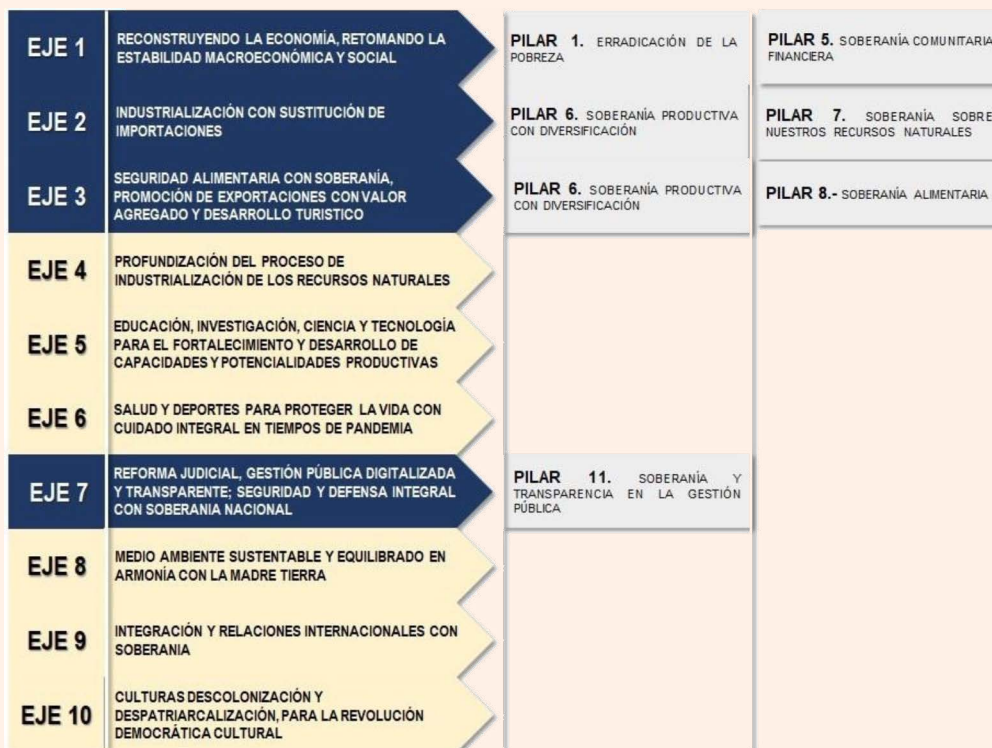 EJE 1
RECONSTRUYENDO LA ECONOMÍA, RETOMANDO LA
ESTABILIDAD MACROECONÓMICA Y SOCIAL
PILAR 1. ERRADICACIÓN DE LA
POBREZA
PILAR 5. SOBERANÍA COMUNITARIA
FINANCIERA
EJE 2
INDUSTRIALIZACIÓN CON SUSTITUCIÓN DE
IMPORTACIONES
PILAR 6. SOBERANÍA PRODUCTIVA
CON DIVERSIFICACIÓN
PILAR 7. SOBERANÍA SOBRE
NUESTROS RECURSOS NATURALES
EJE 3
SEGURIDAD ALIMENTARIA CON SOBERANÍA,
PROMOCIÓN DE EXPORTACIONES CON VALOR
AGREGADO Y DESARROLLO TURISTICO
PILAR 6. SOBERANÍA PRODUCTIVA
CON DIVERSIFICACIÓN
PILAR 8.- SOBERANÍA ALIMENTARIA
EJE 4
PROFUNDIZACIÓN DEL PROCESO DE
INDUSTRIALIZACIÓN DE LOS RECURSOS NATURALES
EJE 5
EDUCACIÓN, INVESTIGACIÓN, CIENCIA Y TECNOLOGÍA
PARA EL FORTALECIMIENTO Y DESARROLLO DE
CAPACIDADES Y POTENCIALIDADES PRODUCTIVAS
EJE 6
SALUD Y DEPORTES PARA PROTEGER LA VIDA CON
CUIDADO INTEGRAL EN TIEMPOS DE PANDEMIA
EJE 7
REFORMA JUDICIAL, GESTIÓN PÚBLICA DIGITALIZADA
Y TRANSPARENTE; SEGURIDAD Y DEFENSA INTEGRAL
CON SOBERANIA NACIONAL
PILAR 11. SOBERANÍA Y
TRANSPARENCIA EN LA GESTIÓN
PÚBLICA
EJE 8
MEDIO AMBIENTE SUSTENTABLE Y EQUILIBRADO EN
ARMONÍA CON LA MADRE TIERRA
EJE 9
INTEGRACIÓN Y RELACIONES INTERNACIONALES CON
SOBERANIA
EJE 10
CULTURAS DESCOLONIZACIÓN Y
DESPATRIARCALIZACIÓN, PARA LA REVOLUCIÓN
DEMOCRÁTICA CULTURAL